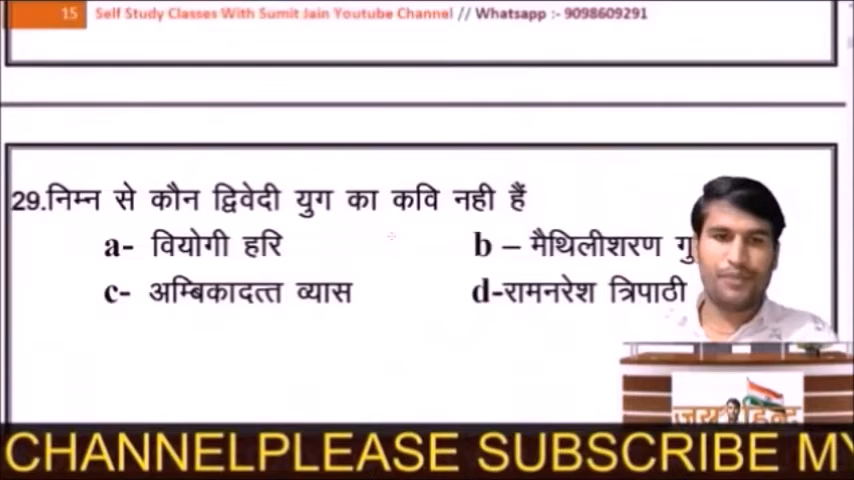 15 Self Study Classes With Sumit Jain Youtube Channel // Whatsapp :- 9098609291
29.निम्न से कौन द्विवेदी युग का कवि नही हैं
a- वियोगी हरि b – मैथिलीशरण गु
c- अम्बिकादत्त व्यास d-रामनरेश त्रिपाठी
जय हिन्द
CHANNELPLEASE SUBSCRIBE MY